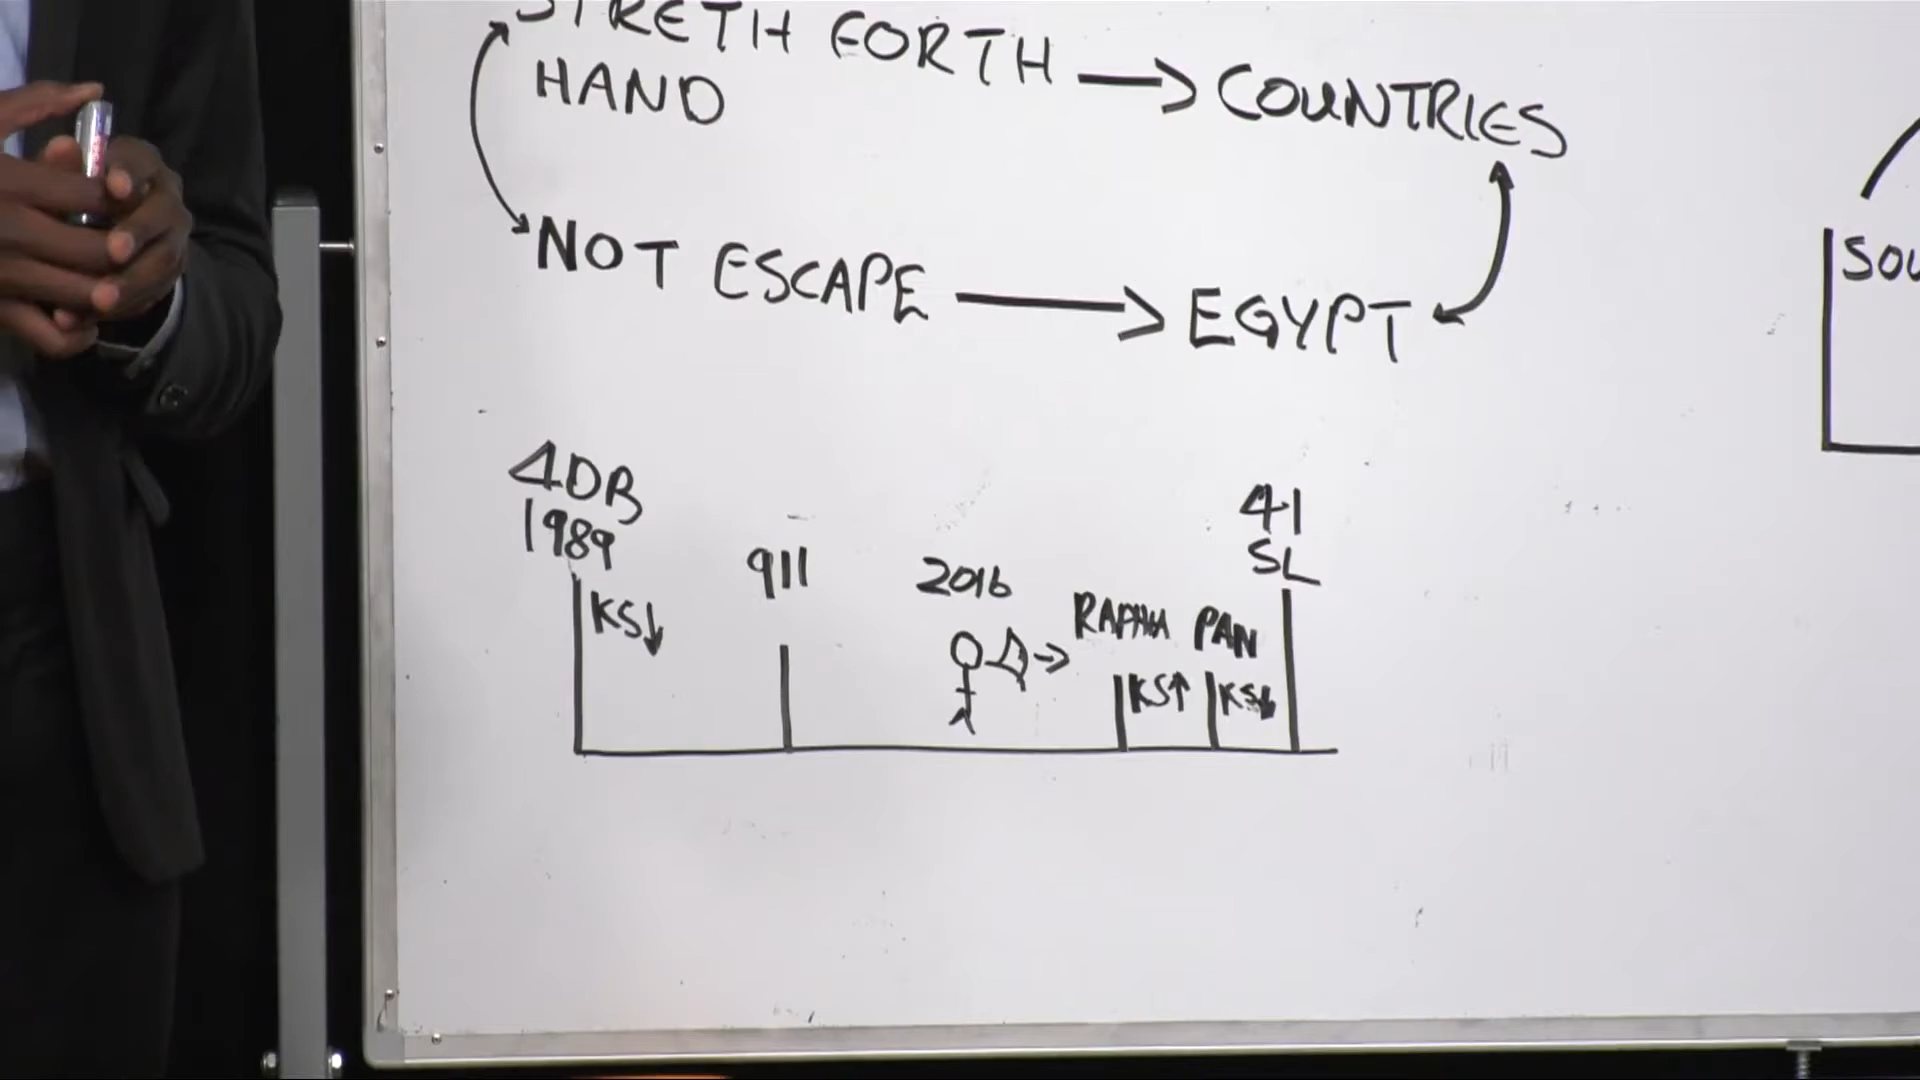 STRETH FORTH → COUNTRIES
HAND
NOT ESCAPE → EGYPT
SOU
4DB
1989
911
2016
41
SL
KS↓
RAPHIA PAN
KS↑
KS↓